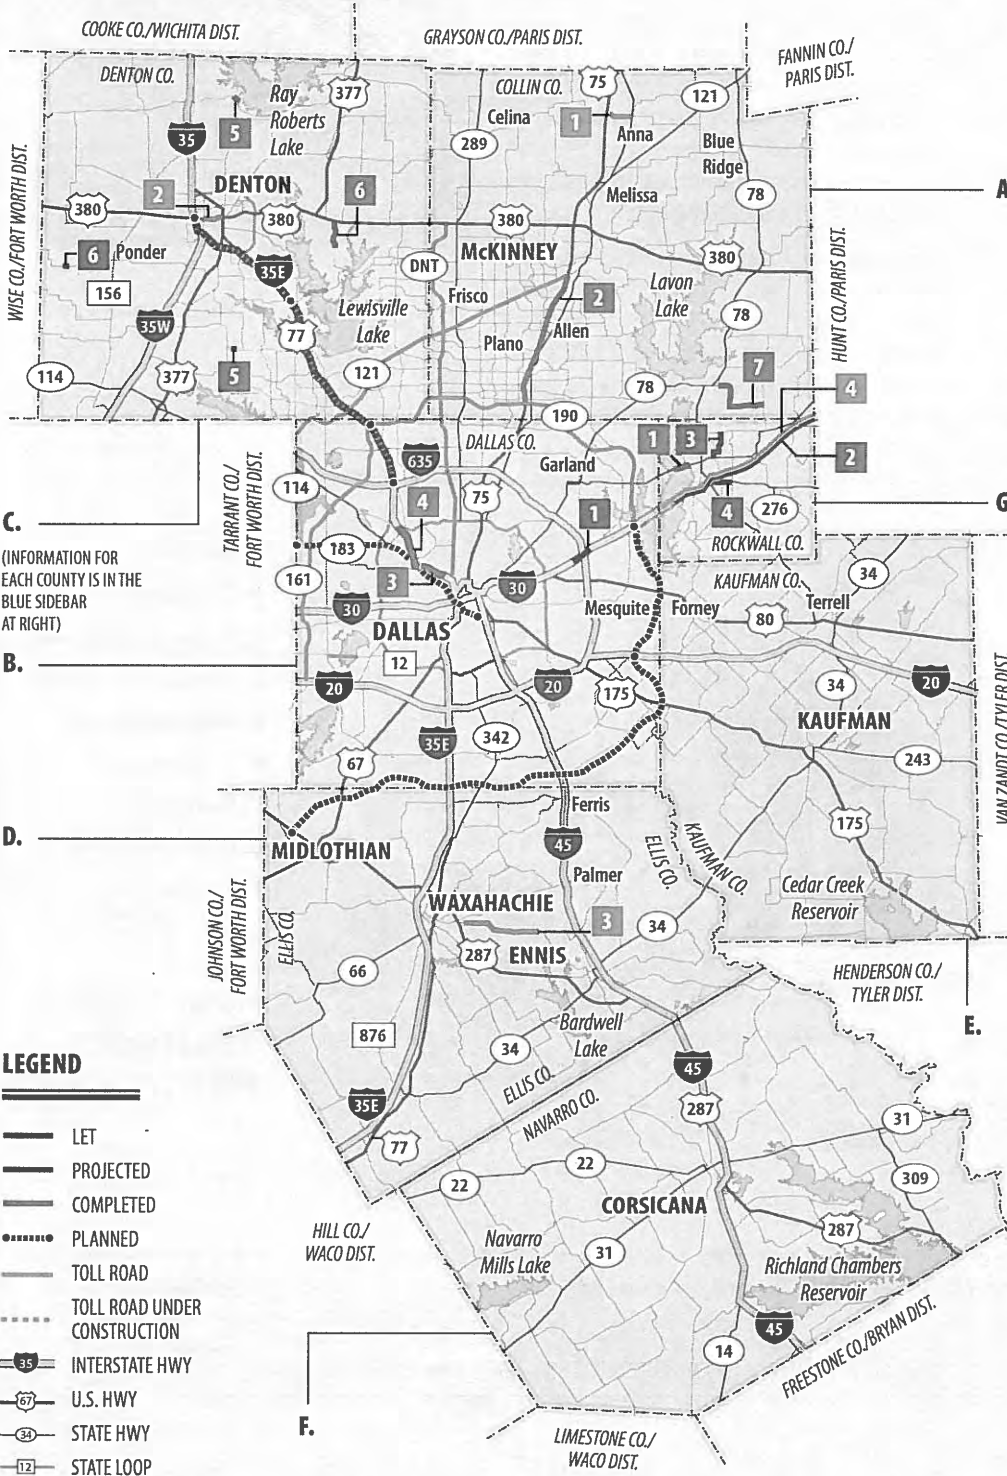 COOKE CO./WICHITA DIST.
GRAYSON CO./PARIS DIST.
FANNIN CO./
PARIS DIST.
DENTON CO.
Ray
Roberts
Lake
377
COLLIN CO.
75
121
Celina
1
Anna
5
35
289
Blue
Ridge
DENTON
2
6
Melissa
78
A
WISE CO./FORT WORTH DIST.
380
380
380
McKINNEY
380
HUNT CO./PARIS DIST.
6
Ponder
156
35E
DNT
Frisco
2
Lavon
Lake
35W
77
Lewisville
Lake
Allen
Plano
78
114
377
5
121
78
7
4
190
1
3
2
DALLAS CO.
635
Garland
TARRANT CO./
FORT WORTH DIST.
114
4
75
1
4
276
G
C.
183
ROCKWALL CO.
(INFORMATION FOR
EACH COUNTY IS IN THE
BLUE SIDEBAR
AT RIGHT)
161
3
30
30
KAUFMAN CO.
34
Mesquite
Forney
80
Terrell
DALLAS
B.
12
20
20
175
34
20
KAUFMAN
VAN ZANDT CO./TYLER DIST.
35E
342
67
243
Ferris
D.
MIDLOTHIAN
45
175
ELLIS CO.
KAUFMAN CO.
Palmer
JOHNSON CO./
FORT WORTH DIST.
ELLIS CO.
WAXAHACHIE
Cedar Creek
Reservoir
3
34
287
ENNIS
66
HENDERSON CO./
TYLER DIST.
E.
876
34
Bardwell
Lake
LEGEND
ELLIS CO.
NAVARRO CO.
45
35E
287
31
LET
77
22
22
309
PROJECTED
COMPLETED
CORSICANA
PLANNED
HILL CO./
WACO DIST.
Navarro
Mills Lake
31
287
TOLL ROAD
Richland Chambers
Reservoir
TOLL ROAD UNDER
CONSTRUCTION
45
14
FREESTONE CO./BRYAN DIST.
35
INTERSTATE HWY
67
U.S. HWY
F.
34
STATE HWY
LIMESTONE CO./
WACO DIST.
12
STATE LOOP